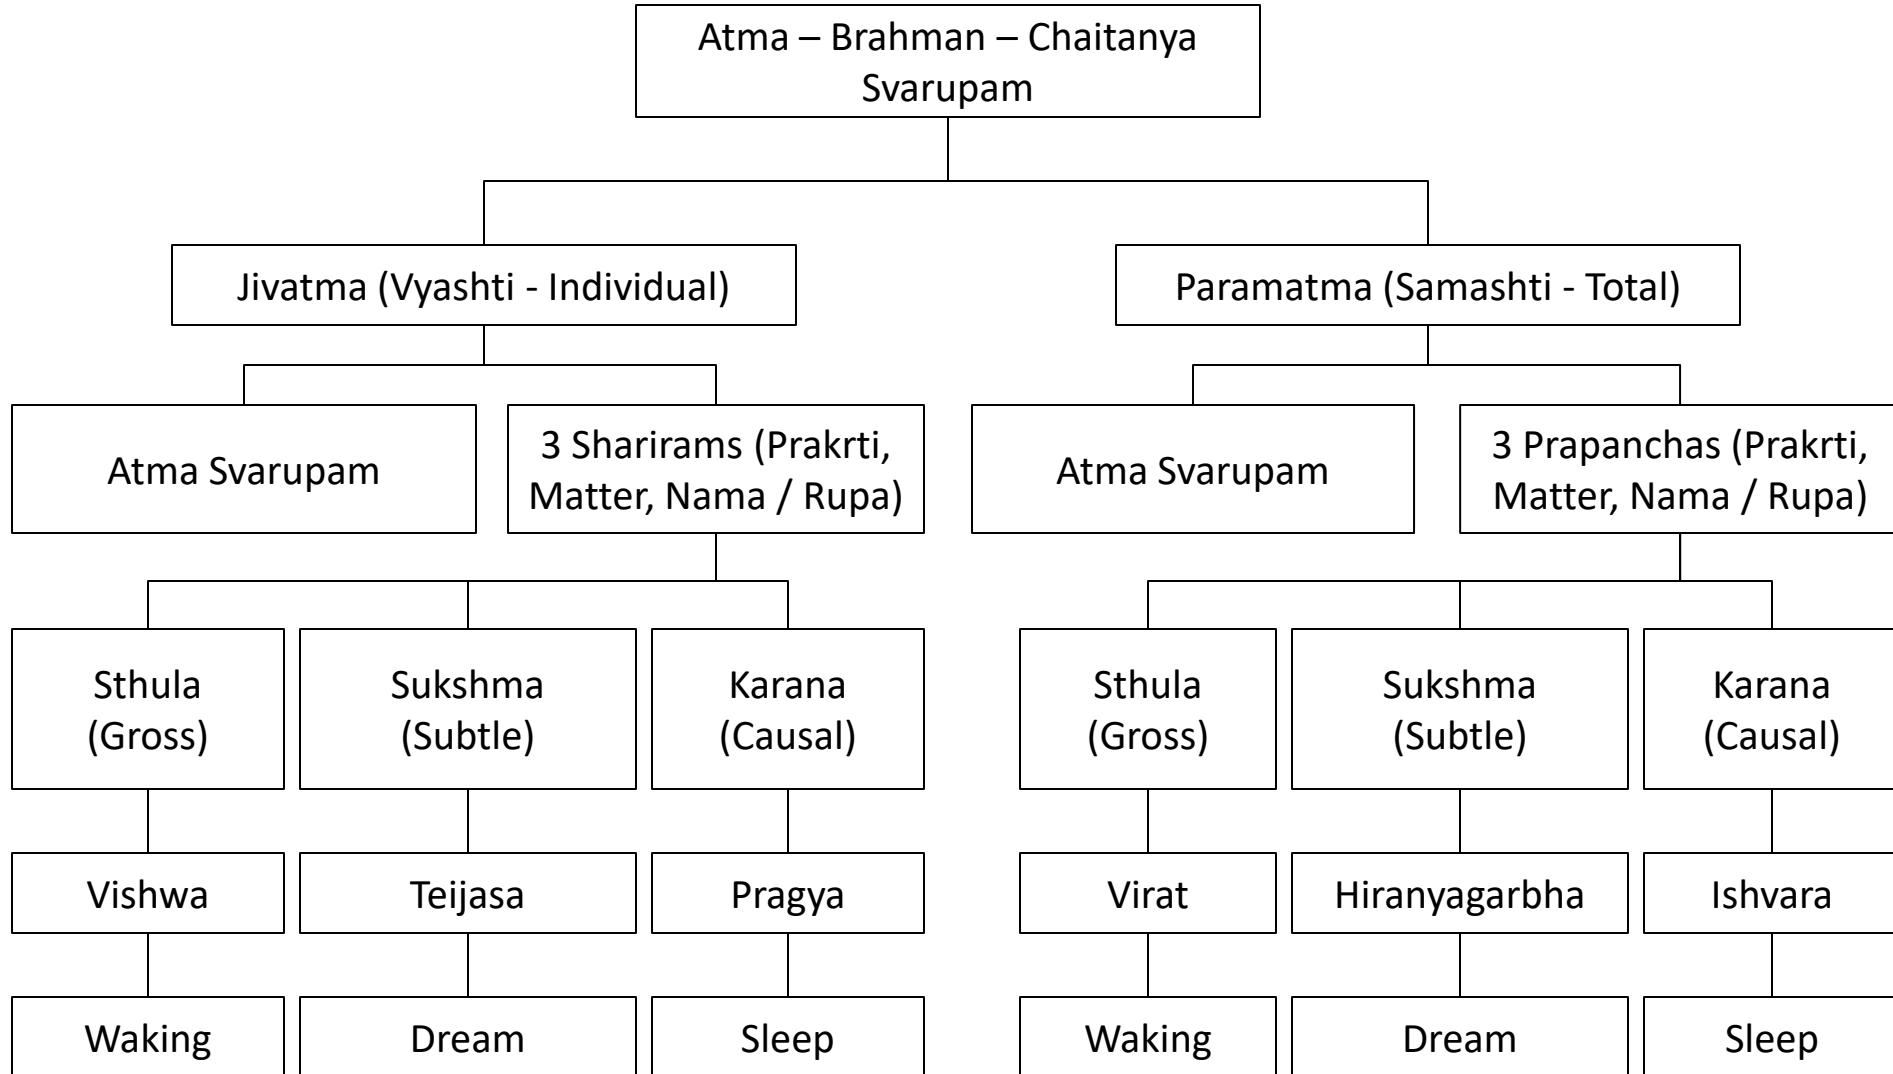 Atma – Brahman – Chaitanya
Svarupam
Jivatma (Vyashti - Individual)
Paramatma (Samashti - Total)
Atma Svarupam
3 Sharirams (Prakrti,
Matter, Nama / Rupa)
Atma Svarupam
3 Prapanchas (Prakrti,
Matter, Nama / Rupa)
Sthula
(Gross)
Sukshma
(Subtle)
Karana
(Causal)
Sthula
(Gross)
Sukshma
(Subtle)
Karana
(Causal)
Vishwa
Teijasa
Pragya
Virat
Hiranyagarbha
Ishvara
Waking
Dream
Sleep
Waking
Dream
Sleep